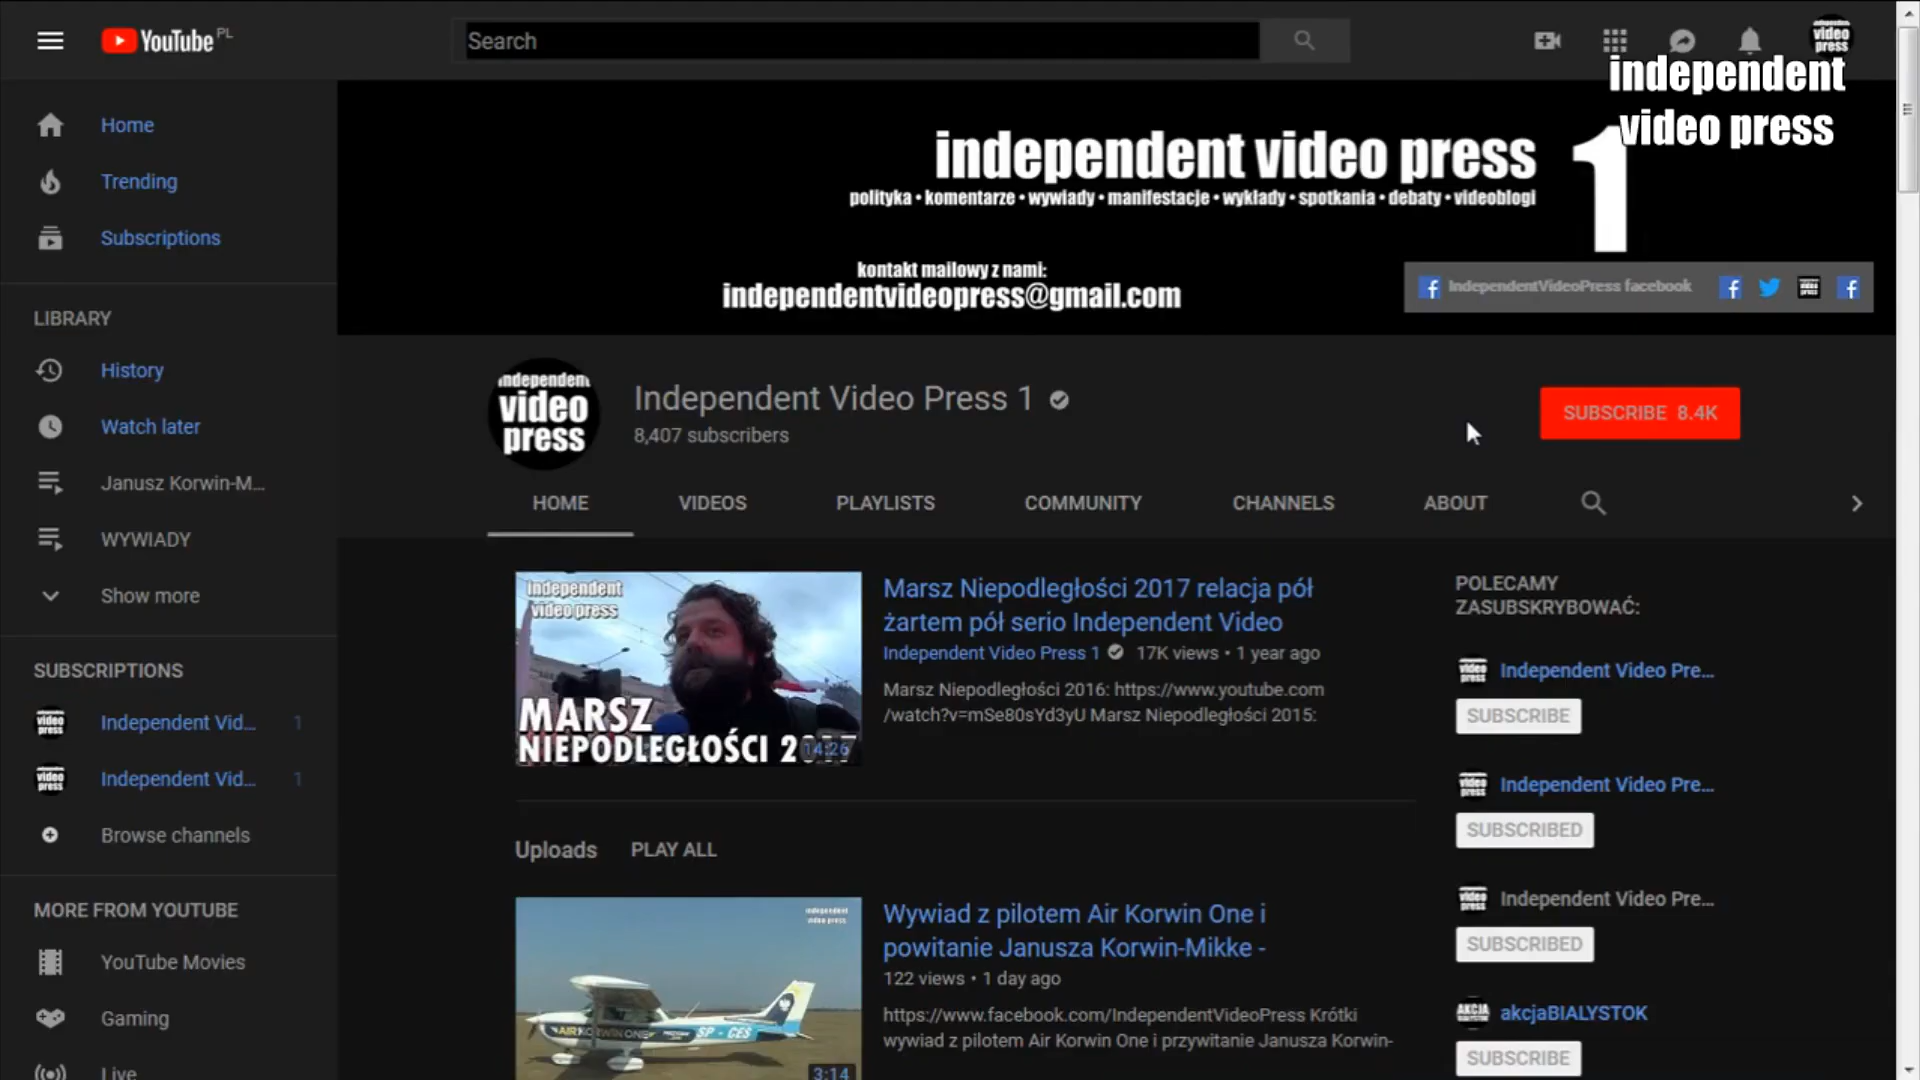 YouTube PL
Search
independent
video press
Home
Trending
Subscriptions
LIBRARY
History
Watch later
Janusz Korwin-M...
WYWIADY
Show more
SUBSCRIPTIONS
Independent Vid... 1
Independent Vid... 1
Browse channels
MORE FROM YOUTUBE
YouTube Movies
Gaming
Live
independent video press 1
polityka • komentarze • wywiady • manifestacje • wykłady • spotkania • debaty • videoblogi
kontakt mailowy z nami:
independentvideopress@gmail.com
IndependentVideoPress facebook
independent
video
press
Independent Video Press 1
8,407 subscribers
SUBSCRIBE 8.4K
HOME VIDEOS PLAYLISTS COMMUNITY CHANNELS ABOUT
independent
video press
MARSZ
NIEPODLEGŁOŚCI 2017
14:26
Marsz Niepodległości 2017 relacja pół
żartem pół serio Independent Video
Independent Video Press 1 17K views • 1 year ago
Marsz Niepodległości 2016: https://www.youtube.com
/watch?v=mSe80sYd3yU Marsz Niepodległości 2015:
Uploads PLAY ALL
independent
video press
AIR KORWIN ONE
SP-CES
3:14
Wywiad z pilotem Air Korwin One i
powitanie Janusza Korwin-Mikke -
122 views • 1 day ago
https://www.facebook.com/IndependentVideoPress Krótki
wywiad z pilotem Air Korwin One i przywitanie Janusza Korwin-
POLECAMY
ZASUBSKRYBOWAĆ:
Independent Video Pre...
SUBSCRIBE
Independent Video Pre...
SUBSCRIBED
Independent Video Pre...
SUBSCRIBED
akcjaBIALYSTOK
SUBSCRIBE